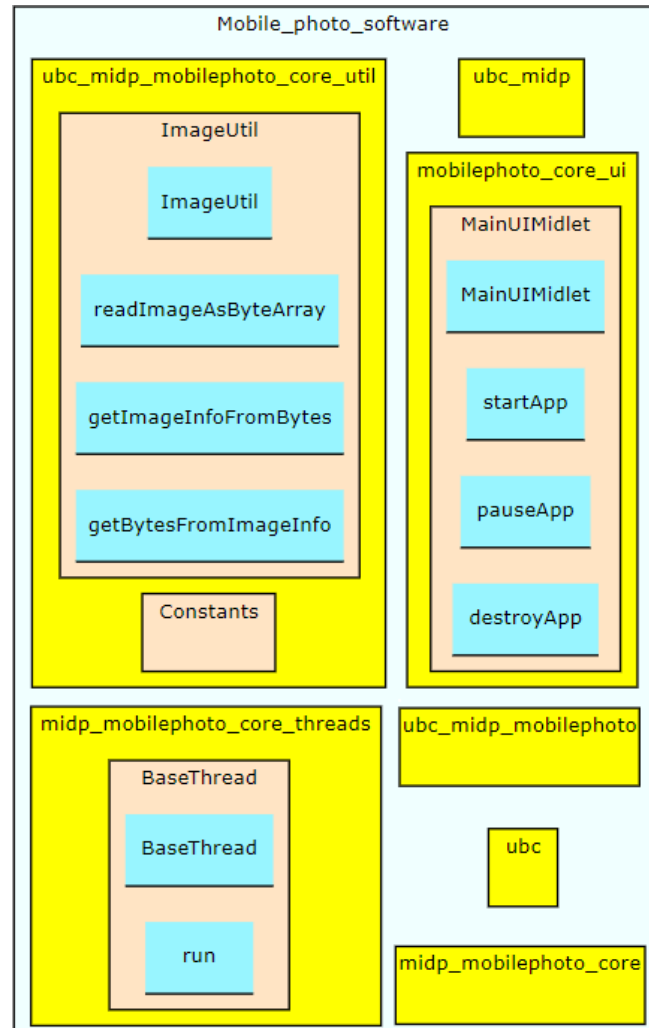 Mobile_photo_software
ubc_midp_mobilephoto_core_util
ImageUtil
ImageUtil
readImageAsByteArray
getImageInfoFromBytes
getBytesFromImageInfo
Constants
ubc_midp
mobilephoto_core_ui
MainUIMidlet
MainUIMidlet
startApp
pauseApp
destroyApp
midp_mobilephoto_core_threads
BaseThread
BaseThread
run
ubc_midp_mobilephoto
ubc
midp_mobilephoto_core